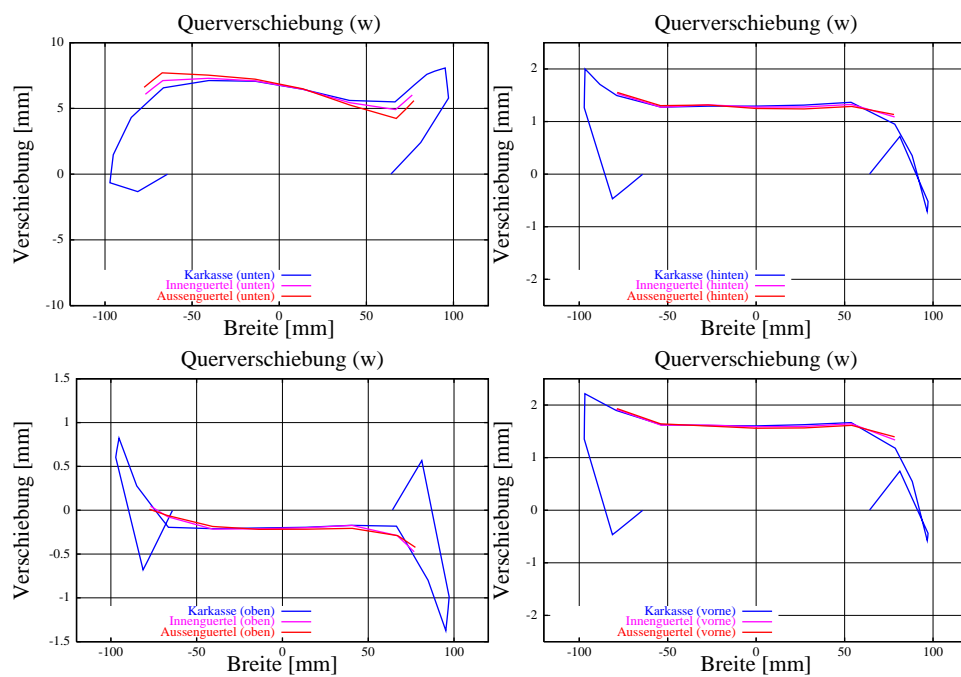 Querverschiebung (w)
10
5
0
-5
-10
Verschiebung [mm]
Karkasse (unten)
Innenguertel (unten)
Aussenguertel (unten)
-100
-50
0
50
100
Breite [mm]
Querverschiebung (w)
2
1
0
-1
-2
Verschiebung [mm]
Karkasse (hinten)
Innenguertel (hinten)
Aussenguertel (hinten)
-100
-50
0
50
100
Breite [mm]
Querverschiebung (w)
1.5
1
0.5
0
-0.5
-1
-1.5
Verschiebung [mm]
Karkasse (oben)
Innenguertel (oben)
Aussenguertel (oben)
-100
-50
0
50
100
Breite [mm]
Querverschiebung (w)
2
1
0
-1
-2
Verschiebung [mm]
Karkasse (vorne)
Innenguertel (vorne)
Aussenguertel (vorne)
-100
-50
0
50
100
Breite [mm]